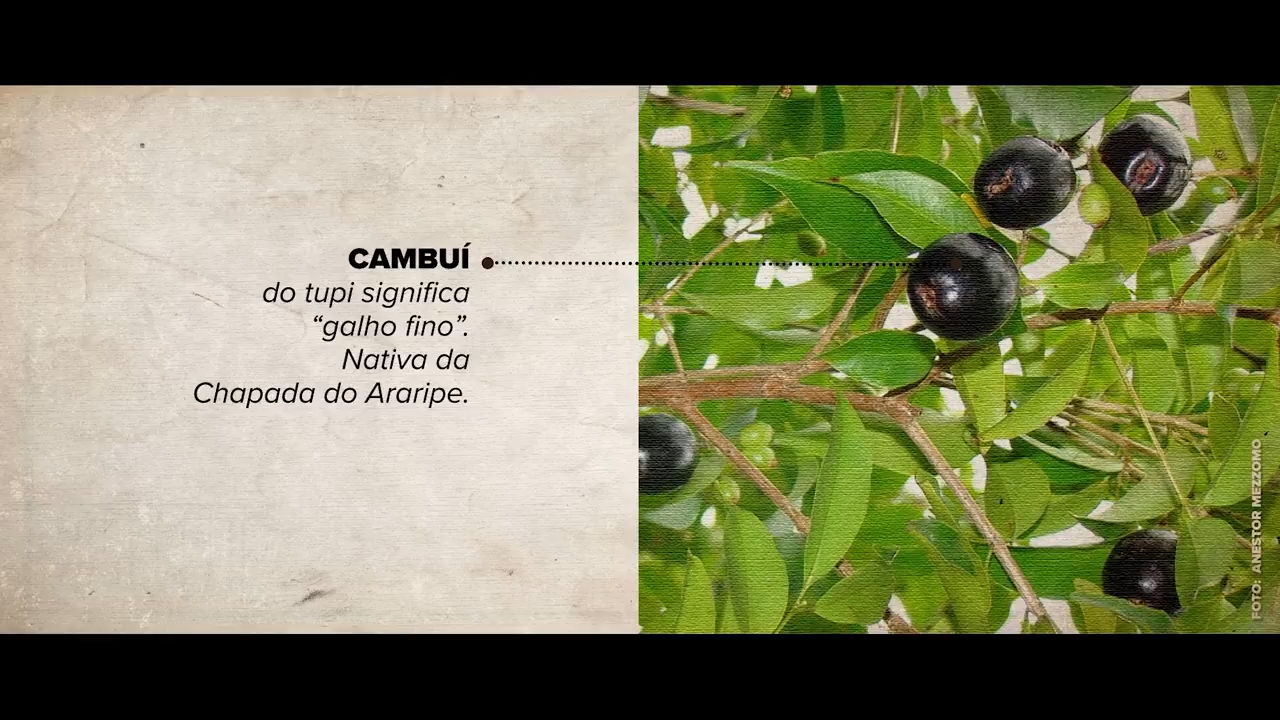 CAMBUÍ
do tupi significa
“galho fino”.
Nativa da
Chapada do Araripe.
FOTO: ANESTOR MEZZOMO